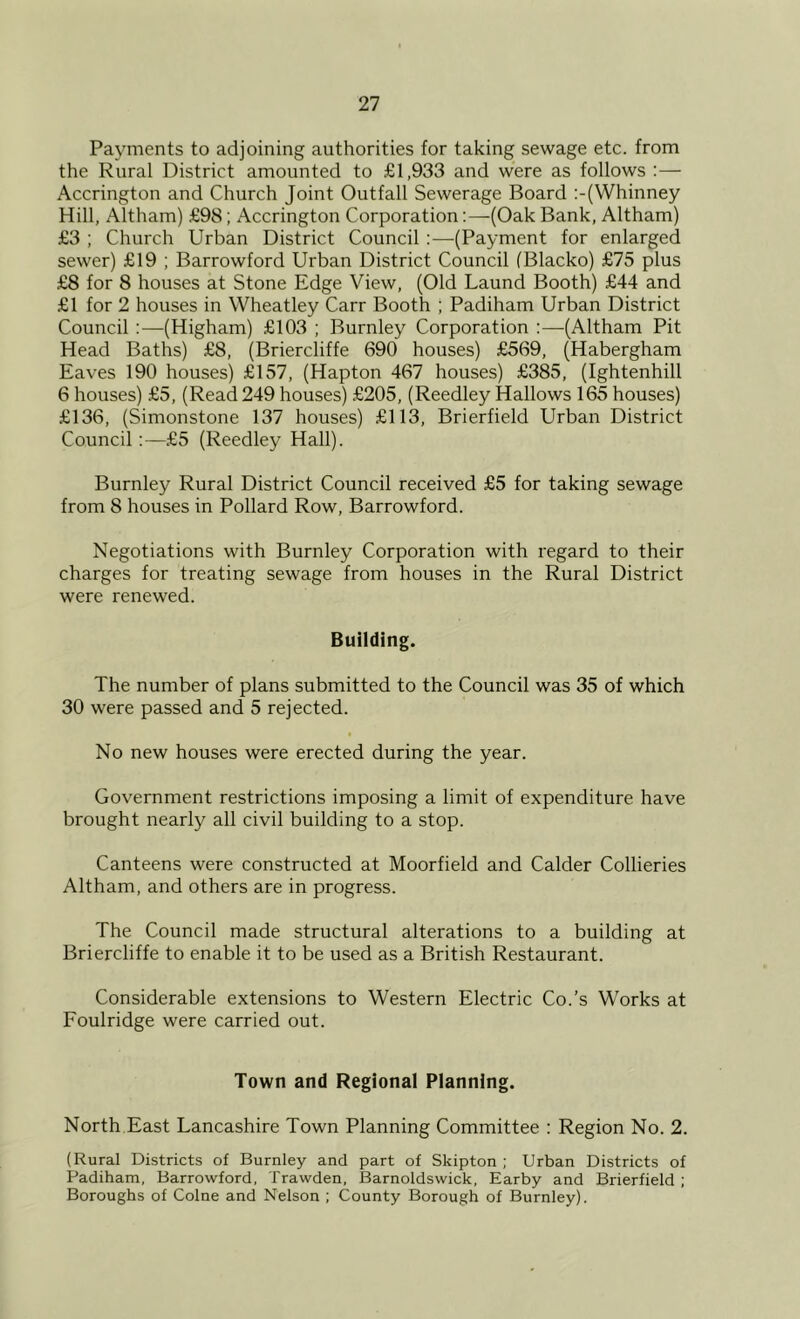 27
Payments to adjoining authorities for taking sewage etc. from
the Rural District amounted to £1,933 and were as follows :—
Accrington and Church Joint Outfall Sewerage Board :-(Whinney
Hill, Altham) £98; Accrington Corporation:—(Oak Bank, Altham)
£3 ; Church Urban District Council :—(Payment for enlarged
sewer) £19 ; Barrowford Urban District Council (Blacko) £75 plus
£8 for 8 houses at Stone Edge View, (Old Laund Booth) £44 and
£1 for 2 houses in Wheatley Carr Booth ; Padiham Urban District
Council :—(Higham) £103 ; Burnley Corporation :—(Altham Pit
Head Baths) £8, (Briercliffe 690 houses) £569, (Habergham
Eaves 190 houses) £157, (Hapton 467 houses) £385, (Ightenhill
6 houses) £5, (Read 249 houses) £205, (Reedley Hallows 165 houses)
£136, (Simonstone 137 houses) £113, Brierfield Urban District
Council :—£5 (Reedley Hall).
Burnley Rural District Council received £5 for taking sewage
from 8 houses in Pollard Row, Barrowford.
Negotiations with Burnley Corporation with regard to their
charges for treating sewage from houses in the Rural District
were renewed.
Building.
The number of plans submitted to the Council was 35 of which
30 were passed and 5 rejected.
No new houses were erected during the year.
Government restrictions imposing a limit of expenditure have
brought nearly all civil building to a stop.
Canteens were constructed at Moorfield and Calder Collieries
Altham, and others are in progress.
The Council made structural alterations to a building at
Briercliffe to enable it to be used as a British Restaurant.
Considerable extensions to Western Electric Co.'s Works at
Foulridge were carried out.
Town and Regional Planning.
North East Lancashire Town Planning Committee : Region No. 2.
(Rural Districts of Burnley and part of Skipton ; Urban Districts of
Padiham, Barrowford, Trawden, Barnoldswick, Earby and Brierfield ;
Boroughs of Colne and Nelson ; County Borough of Burnley).